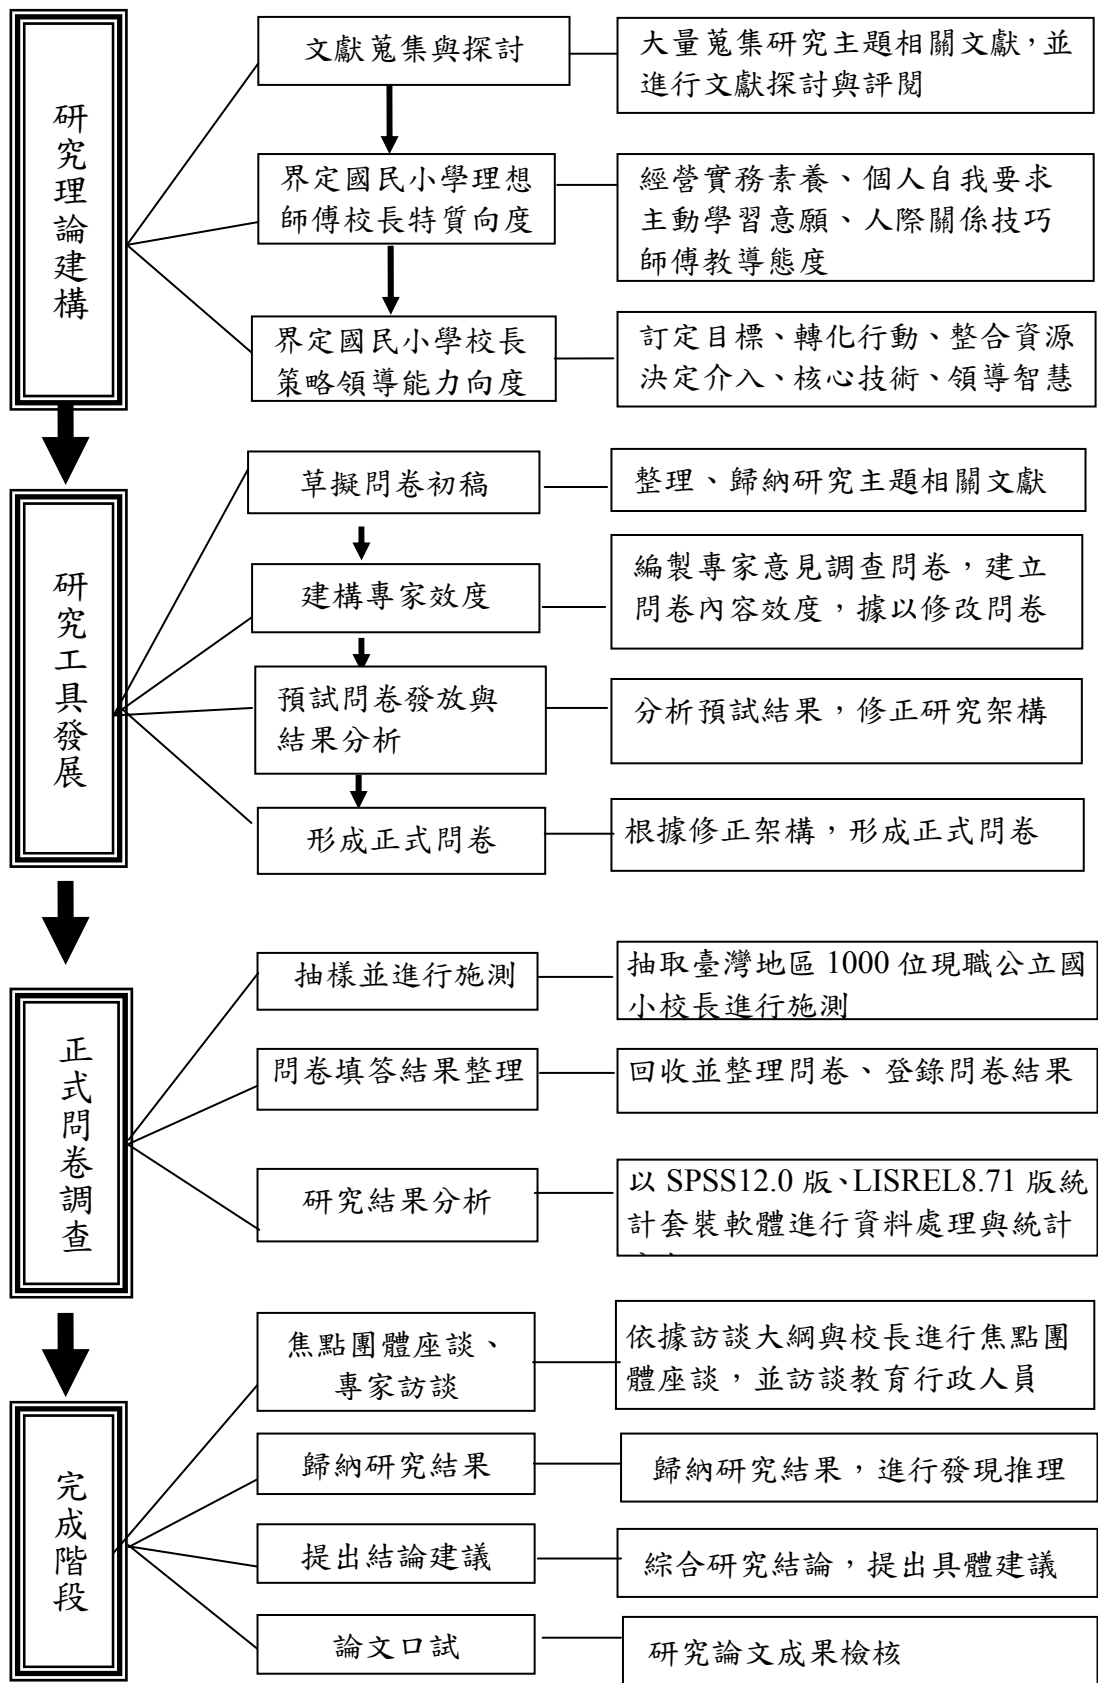 研究理論建構
文獻蒐集與探討
大量蒐集研究主題相關文獻，並
進行文獻探討與評閱
界定國民小學理想
師傅校長特質向度
經營實務素養、個人自我要求
主動學習意願、人際關係技巧
師傅教導態度
界定國民小學校長
策略領導能力向度
訂定目標、轉化行動、整合資源
決定介入、核心技術、領導智慧
研究工具發展
草擬問卷初稿
整理、歸納研究主題相關文獻
建構專家效度
編製專家意見調查問卷，建立
問卷內容效度，據以修改問卷
預試問卷發放與
結果分析
分析預試結果，修正研究架構
形成正式問卷
根據修正架構，形成正式問卷
正式問卷調查
抽樣並進行施測
抽取臺灣地區 1000 位現職公立國
小校長進行施測
問卷填答結果整理
回收並整理問卷、登錄問卷結果
研究結果分析
以 SPSS12.0 版、LISREL8.71 版統
計套裝軟體進行資料處理與統計
完成階段
焦點團體座談、
專家訪談
依據訪談大綱與校長進行焦點團
體座談，並訪談教育行政人員
歸納研究結果
歸納研究結果，進行發現推理
提出結論建議
綜合研究結論，提出具體建議
論文口試
研究論文成果檢核